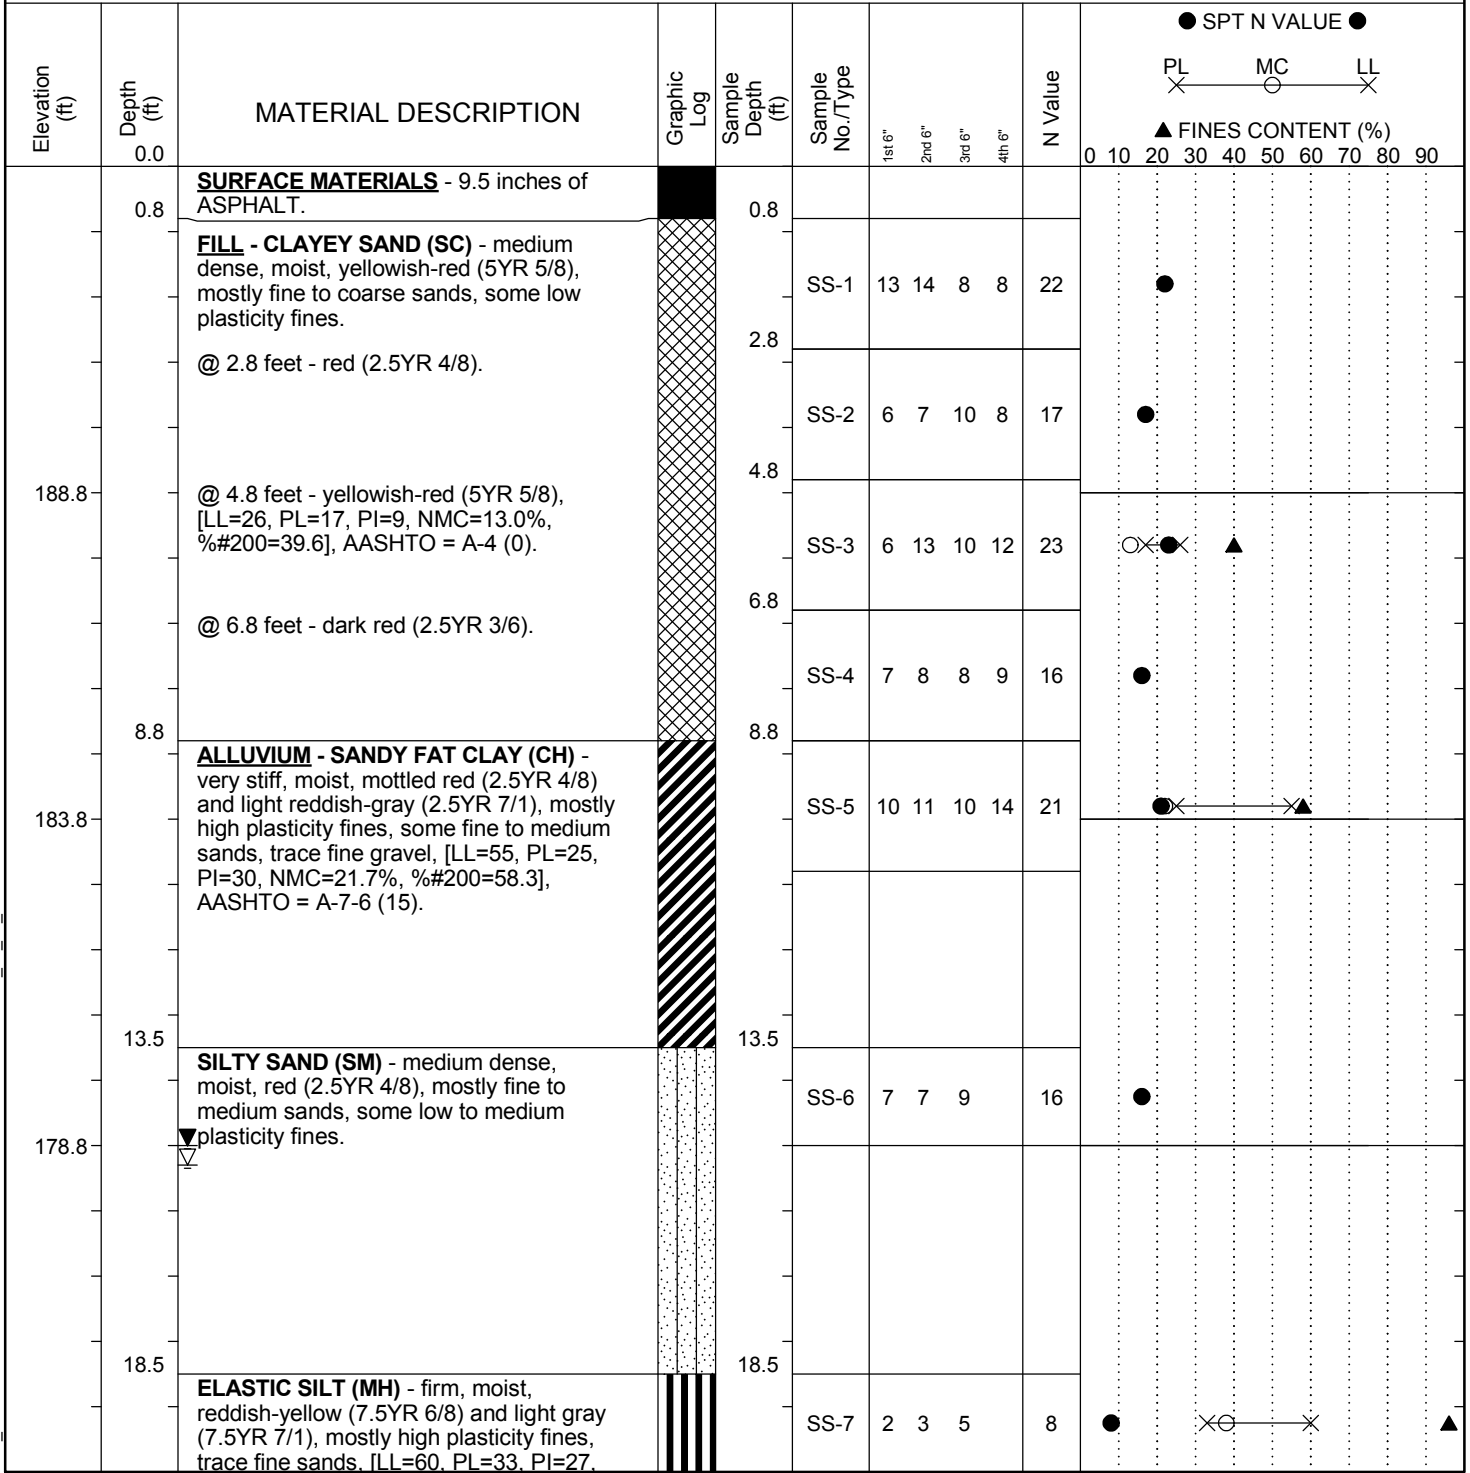 Elevation
(ft)
Depth
(ft)
0.0
MATERIAL DESCRIPTION
Graphic
Log
Sample
Depth
(ft)
Sample
No./Type
1st 6"
2nd 6"
3rd 6"
4th 6"
N Value
SPT N VALUE
PL MC LL
FINES CONTENT (%)
0 10 20 30 40 50 60 70 80 90
SURFACE MATERIALS - 9.5 inches of
ASPHALT.
0.8 0.8
FILL - CLAYEY SAND (SC) - medium
dense, moist, yellowish-red (5YR 5/8),
mostly fine to coarse sands, some low
plasticity fines.
SS-1 13 14 8 8 22
2.8
@ 2.8 feet - red (2.5YR 4/8).
SS-2 6 7 10 8 17
4.8
188.8
@ 4.8 feet - yellowish-red (5YR 5/8),
[LL=26, PL=17, PI=9, NMC=13.0%,
%#200=39.6], AASHTO = A-4 (0).
SS-3 6 13 10 12 23
6.8
@ 6.8 feet - dark red (2.5YR 3/6).
SS-4 7 8 8 9 16
8.8 8.8
ALLUVIUM - SANDY FAT CLAY (CH) -
very stiff, moist, mottled red (2.5YR 4/8)
and light reddish-gray (2.5YR 7/1), mostly
high plasticity fines, some fine to medium
sands, trace fine gravel, [LL=55, PL=25,
PI=30, NMC=21.7%, %#200=58.3],
AASHTO = A-7-6 (15).
SS-5 10 11 10 14 21
183.8
13.5 13.5
SILTY SAND (SM) - medium dense,
moist, red (2.5YR 4/8), mostly fine to
medium sands, some low to medium
plasticity fines.
SS-6 7 7 9 16
178.8
18.5 18.5
ELASTIC SILT (MH) - firm, moist,
reddish-yellow (7.5YR 6/8) and light gray
(7.5YR 7/1), mostly high plasticity fines,
trace fine sands, [LL=60, PL=33, PI=27,
SS-7 2 3 5 8